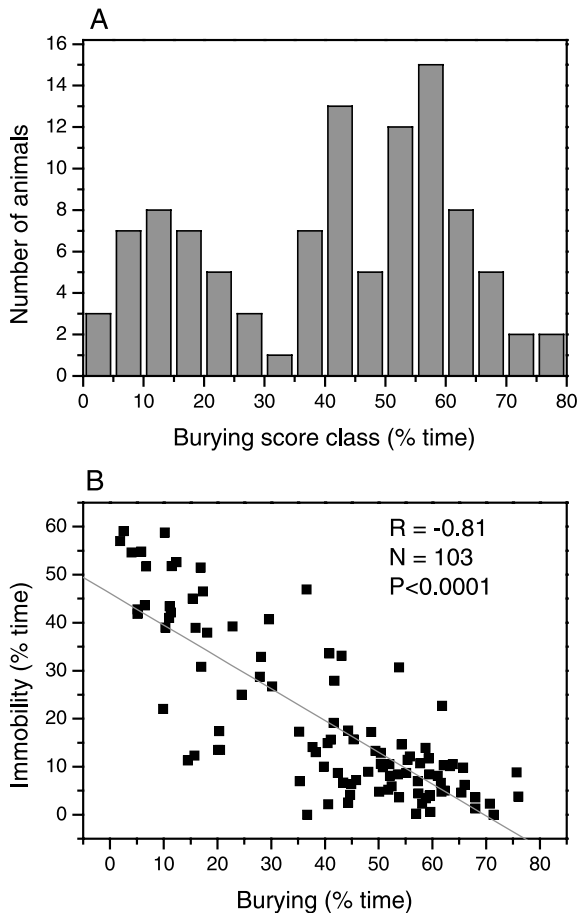 A
16
14
12
10
8
6
4
2
0
Number of animals
0 10 20 30 40 50 60 70 80
Burying score class (% time)
B
R = -0.81
N = 103
P<0.0001
60
50
40
30
20
10
0
Immobility (% time)
0 10 20 30 40 50 60 70 80
Burying (% time)